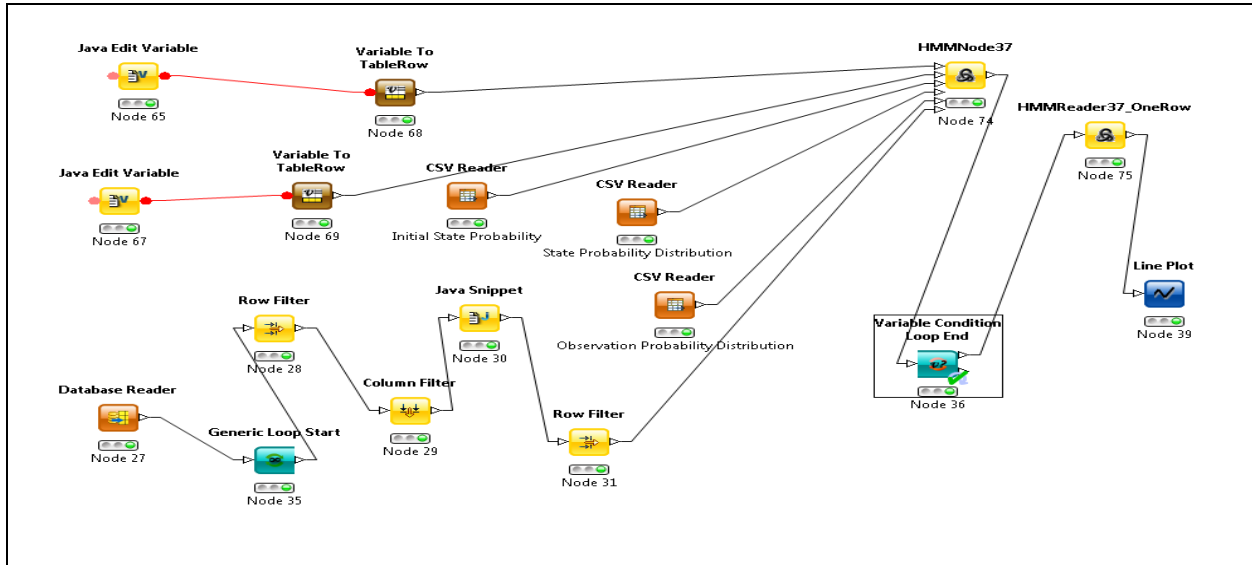 Java Edit Variable
Node 65
Variable To
TableRow
Node 68
HMMNode37
Node 74
HMMReader37_OneRow
Node 75
Java Edit Variable
Node 67
Variable To
TableRow
Node 69
CSV Reader
Initial State Probability
CSV Reader
State Probability Distribution
CSV Reader
Observation Probability Distribution
Line Plot
Node 39
Variable Condition
Loop End
Node 36
Row Filter
Node 28
Java Snippet
Node 30
Column Filter
Node 29
Database Reader
Node 27
Generic Loop Start
Node 35
Row Filter
Node 31